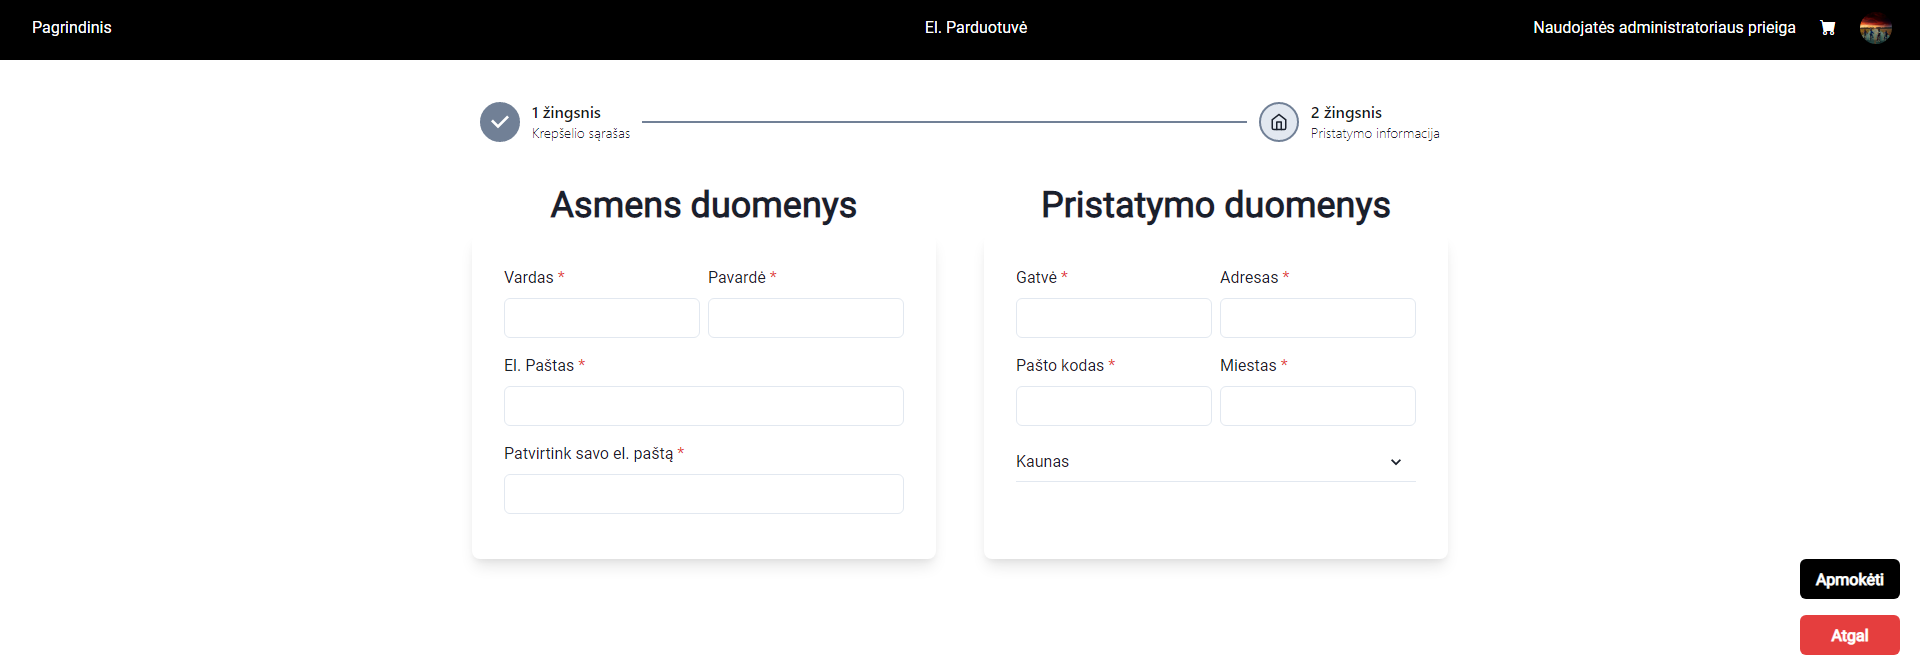 Pagrindinis
El. Parduotuvė
Naudojatės administratoriaus prieiga
1 žingsnis
Krepšelio sąrašas
2 žingsnis
Pristatymo informacija
Asmens duomenys
Vardas *
Pavardė *
El. Paštas *
Patvirtink savo el. paštą *
Pristatymo duomenys
Gatvė *
Adresas *
Pašto kodas *
Miestas *
Kaunas
Apmokėti
Atgal